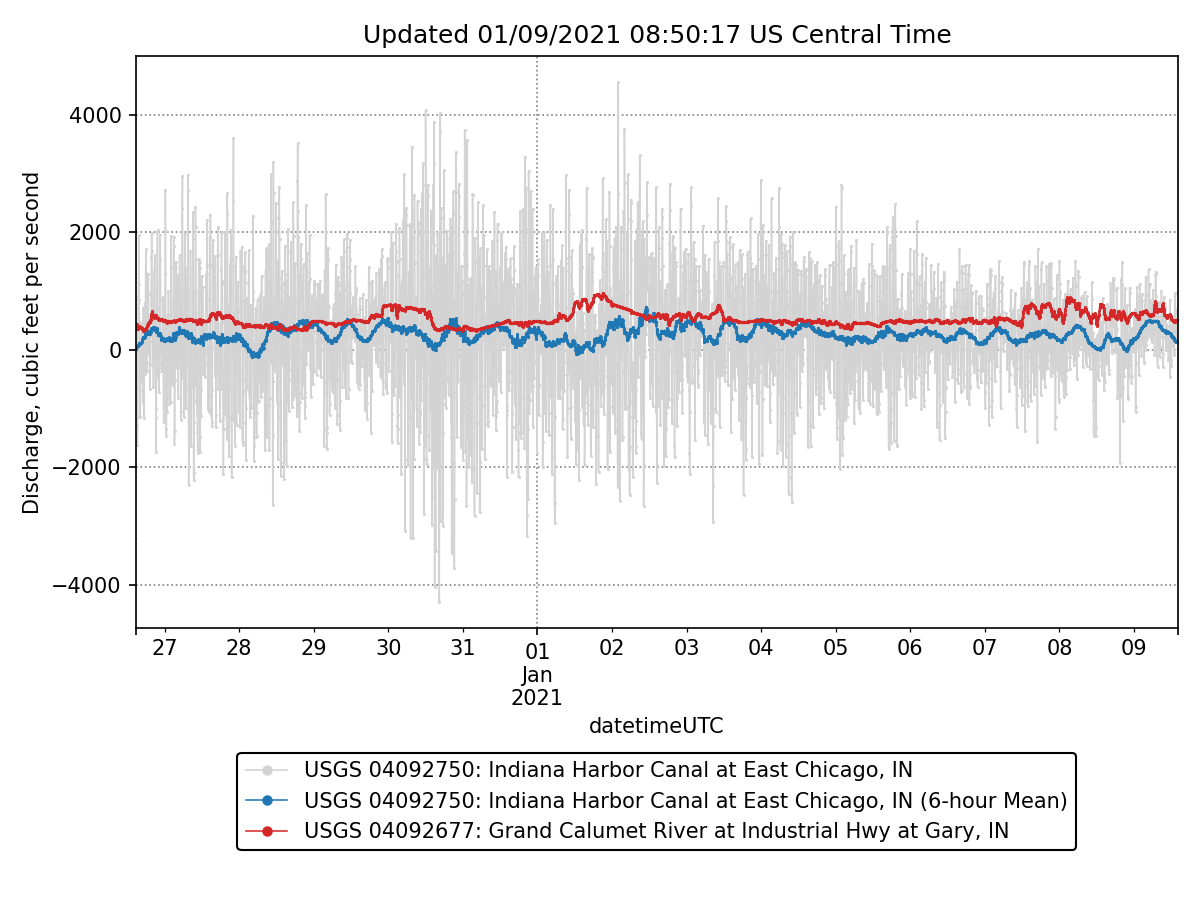 Updated 01/09/2021 08:50:17 US Central Time
Discharge, cubic feet per second
4000
2000
0
−2000
−4000
27 28 29 30 31 01 02 03 04 05 06 07 08 09
Jan
2021
datetimeUTC
USGS 04092750: Indiana Harbor Canal at East Chicago, IN
USGS 04092750: Indiana Harbor Canal at East Chicago, IN (6-hour Mean)
USGS 04092677: Grand Calumet River at Industrial Hwy at Gary, IN